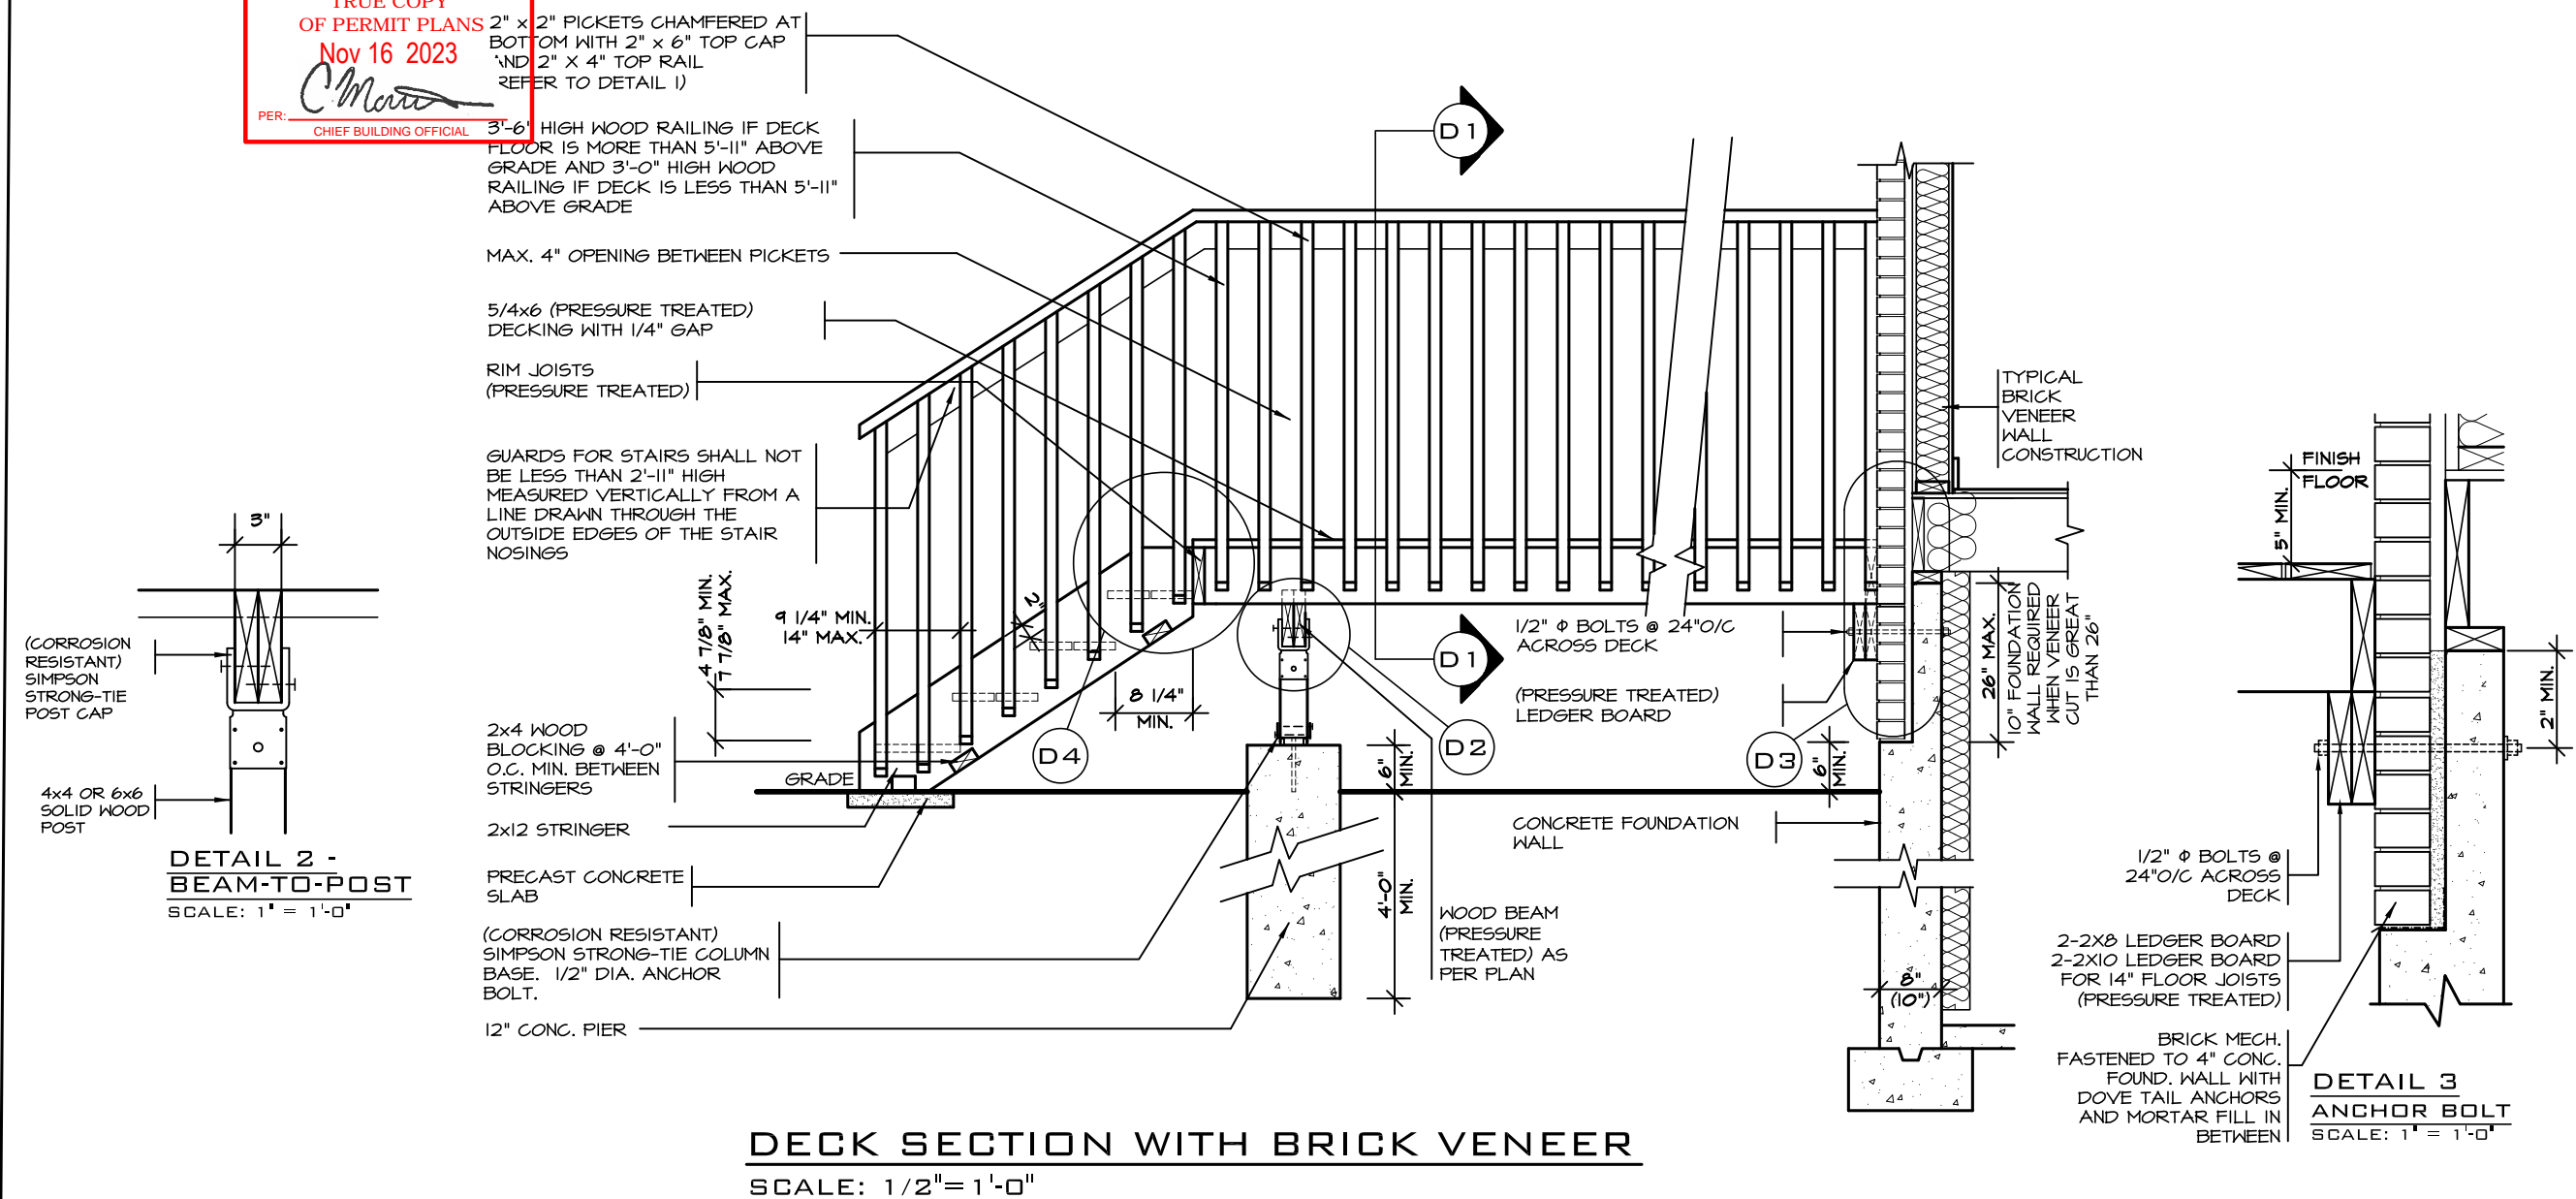 TRUE COPY
OF PERMIT PLANS
Nov 16 2023
PER:
CHIEF BUILDING OFFICIAL
2" x 2" PICKETS CHAMFERED AT
BOTTOM WITH 2" x 6" TOP CAP
AND 2" X 4" TOP RAIL
(REFER TO DETAIL 1)
3'-6" HIGH WOOD RAILING IF DECK
FLOOR IS MORE THAN 5'-11" ABOVE
GRADE AND 3'-0" HIGH WOOD
RAILING IF DECK IS LESS THAN 5'-11"
ABOVE GRADE
MAX. 4" OPENING BETWEEN PICKETS
5/4x6 (PRESSURE TREATED)
DECKING WITH 1/4" GAP
RIM JOISTS
(PRESSURE TREATED)
GUARDS FOR STAIRS SHALL NOT
BE LESS THAN 2'-11" HIGH
MEASURED VERTICALLY FROM A
LINE DRAWN THROUGH THE
OUTSIDE EDGES OF THE STAIR
NOSINGS
4 7/8" MIN.
7 7/8" MAX.
9 1/4" MIN.
14" MAX.
2"
8 1/4"
MIN.
2x4 WOOD
BLOCKING @ 4'-0"
O.C. MIN. BETWEEN
STRINGERS
GRADE
2x12 STRINGER
PRECAST CONCRETE
SLAB
(CORROSION RESISTANT)
SIMPSON STRONG-TIE COLUMN
BASE. 1/2" DIA. ANCHOR
BOLT.
12" CONC. PIER
3"
(CORROSION
RESISTANT)
SIMPSON
STRONG-TIE
POST CAP
4x4 OR 6x6
SOLID WOOD
POST
DETAIL 2 -
BEAM-TO-POST
SCALE: 1" = 1'-0"
D1
D1
D4
D2
D3
1/2" Φ BOLTS @ 24"O/C
ACROSS DECK
(PRESSURE TREATED)
LEDGER BOARD
6"
MIN.
4'-0"
MIN.
6"
MIN.
CONCRETE FOUNDATION
WALL
WOOD BEAM
(PRESSURE
TREATED) AS
PER PLAN
8"
(10")
TYPICAL
BRICK
VENEER
WALL
CONSTRUCTION
26" MAX.
10" FOUNDATION
WALL REQUIRED
WHEN VENEER
CUT IS GREAT
THAN 26"
FINISH
FLOOR
5" MIN.
2" MIN.
1/2" Φ BOLTS @
24"O/C ACROSS
DECK
2-2X8 LEDGER BOARD
2-2X10 LEDGER BOARD
FOR 14" FLOOR JOISTS
(PRESSURE TREATED)
BRICK MECH.
FASTENED TO 4" CONC.
FOUND. WALL WITH
DOVE TAIL ANCHORS
AND MORTAR FILL IN
BETWEEN
DETAIL 3
ANCHOR BOLT
SCALE: 1" = 1'-0"
DECK SECTION WITH BRICK VENEER
SCALE: 1/2"=1'-0"